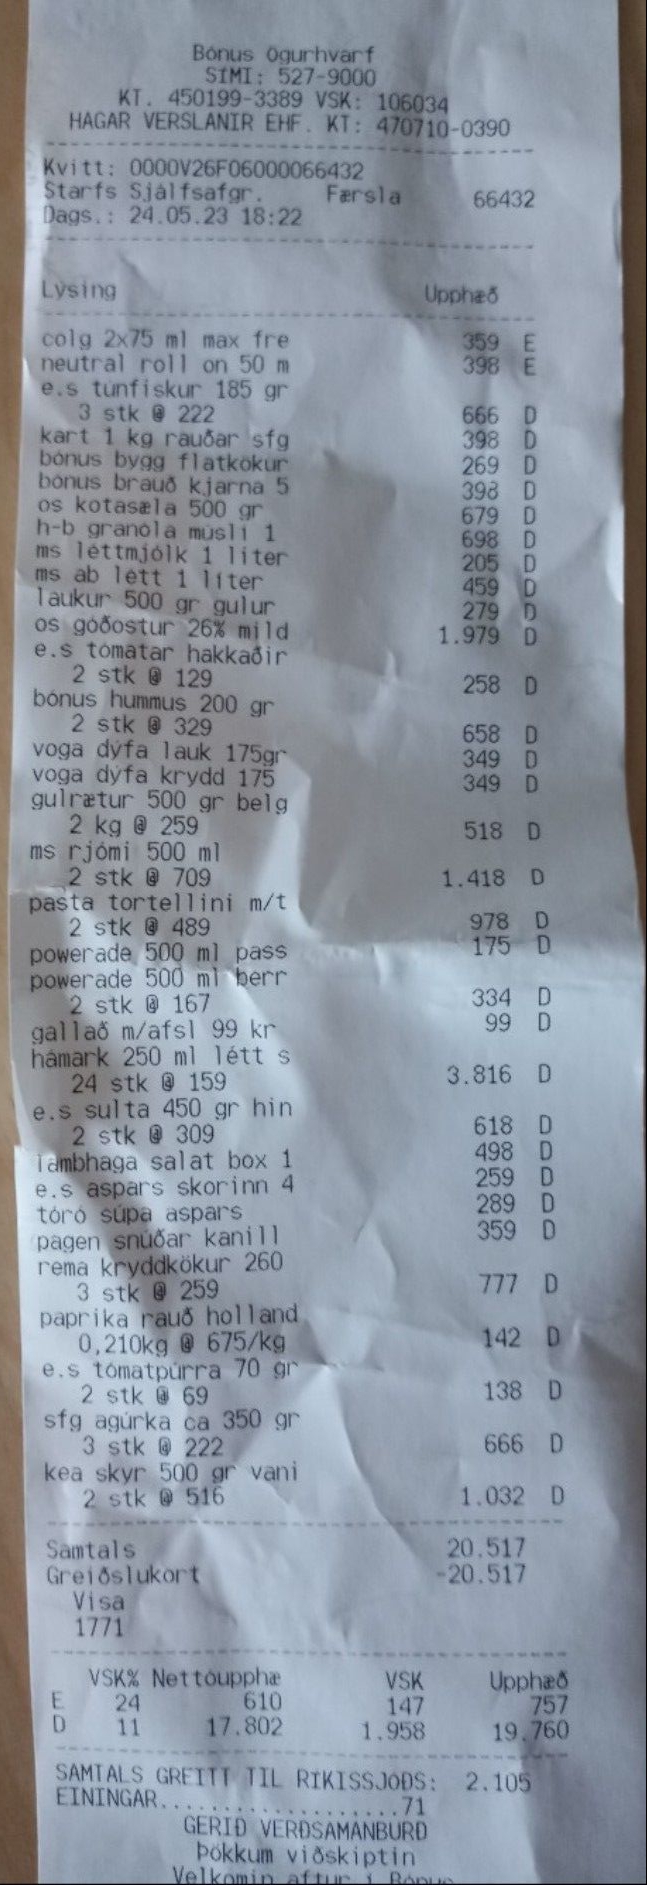 Bónus Ögurhvarf
SÍMI: 527-9000
KT. 450199-3389 VSK: 106034
HAGAR VERSLANIR EHF. KT: 470710-0390
Kvitt: 0000V26F06000066432
Starfs Sjálfsafgr. Færsla 66432
Dags.: 24.05.23 18:22
Lýsing Upphæð
colg 2x75 ml max fre 359 E
neutral roll on 50 m 398 E
e.s túnfiskur 185 gr
3 stk @ 222 666 D
kart 1 kg rauðar sfg 398 D
bónus bygg flatkökur 269 D
bónus brauð kjarna 5 398 D
os kotasæla 500 gr 679 D
h-b granóla músli 1 698 D
ms léttmjólk 1 líter 205 D
ms ab létt 1 líter 459 D
laukur 500 gr gulur 279 D
os góðostur 26% mild 1.979 D
e.s tómatar hakkaðir
2 stk @ 129 258 D
bónus hummus 200 gr
2 stk @ 329 658 D
voga dýfa lauk 175gr 349 D
voga dýfa krydd 175 349 D
gulrætur 500 gr belg
2 kg @ 259 518 D
ms rjómi 500 ml
2 stk @ 709 1.418 D
pasta tortellini m/t
2 stk @ 489 978 D
powerade 500 ml pass 175 D
powerade 500 ml berr
2 stk @ 167 334 D
gallað m/afsl 99 kr 99 D
hámark 250 ml létt s
24 stk @ 159 3.816 D
e.s sulta 450 gr hin
2 stk @ 309 618 D
lambhaga salat box 1 498 D
e.s aspars skorinn 4 259 D
tóró súpa aspars 289 D
pagen snúðar kanill 359 D
rema kryddkökur 260
3 stk @ 259 777 D
paprika rauð holland
0,210kg @ 675/kg 142 D
e.s tómatpúrra 70 gr
2 stk @ 69 138 D
sfg agúrka ca 350 gr
3 stk @ 222 666 D
kea skyr 500 gr vani
2 stk @ 516 1.032 D
Samtals 20.517
Greiðslukort -20.517
Visa
1771
VSK% Nettóupphæ VSK Upphæð
E 24 610 147 757
D 11 17.802 1.958 19.760
SAMTALS GREITT TIL RÍKISSJÓÐS: 2.105
EININGAR...................71
GERIÐ VERÐSAMANBURÐ
Þökkum viðskiptin
Velkomin aftur í Bónus